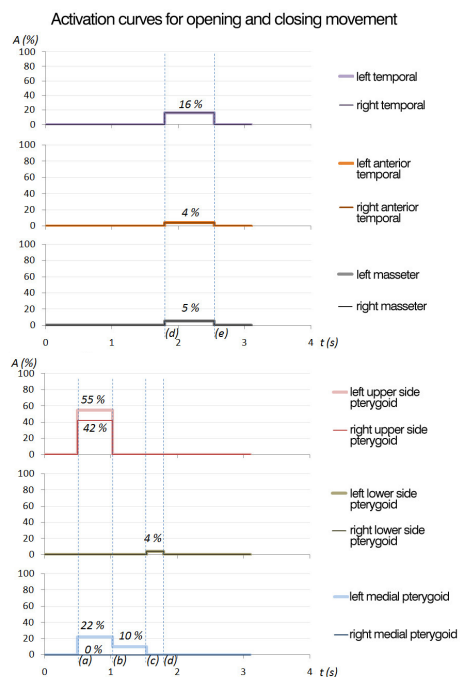 Activation curves for opening and closing movement
A (%)
100
80
60
40
20
0
16 %
left temporal
right temporal
100
80
60
40
20
0
4 %
left anterior
temporal
right anterior
temporal
100
80
60
40
20
0
5 %
(d)
(e)
left masseter
right masseter
0
1
2
3
4
t (s)
A (%)
100
80
60
40
20
0
55 %
42 %
left upper side
pterygoid
right upper side
pterygoid
100
80
60
40
20
0
4 %
left lower side
pterygoid
right lower side
pterygoid
100
80
60
40
20
0
22 %
10 %
0 %
(a)
(b)
(c)
(d)
left medial pterygoid
right medial pterygoid
0
1
2
3
4
t (s)